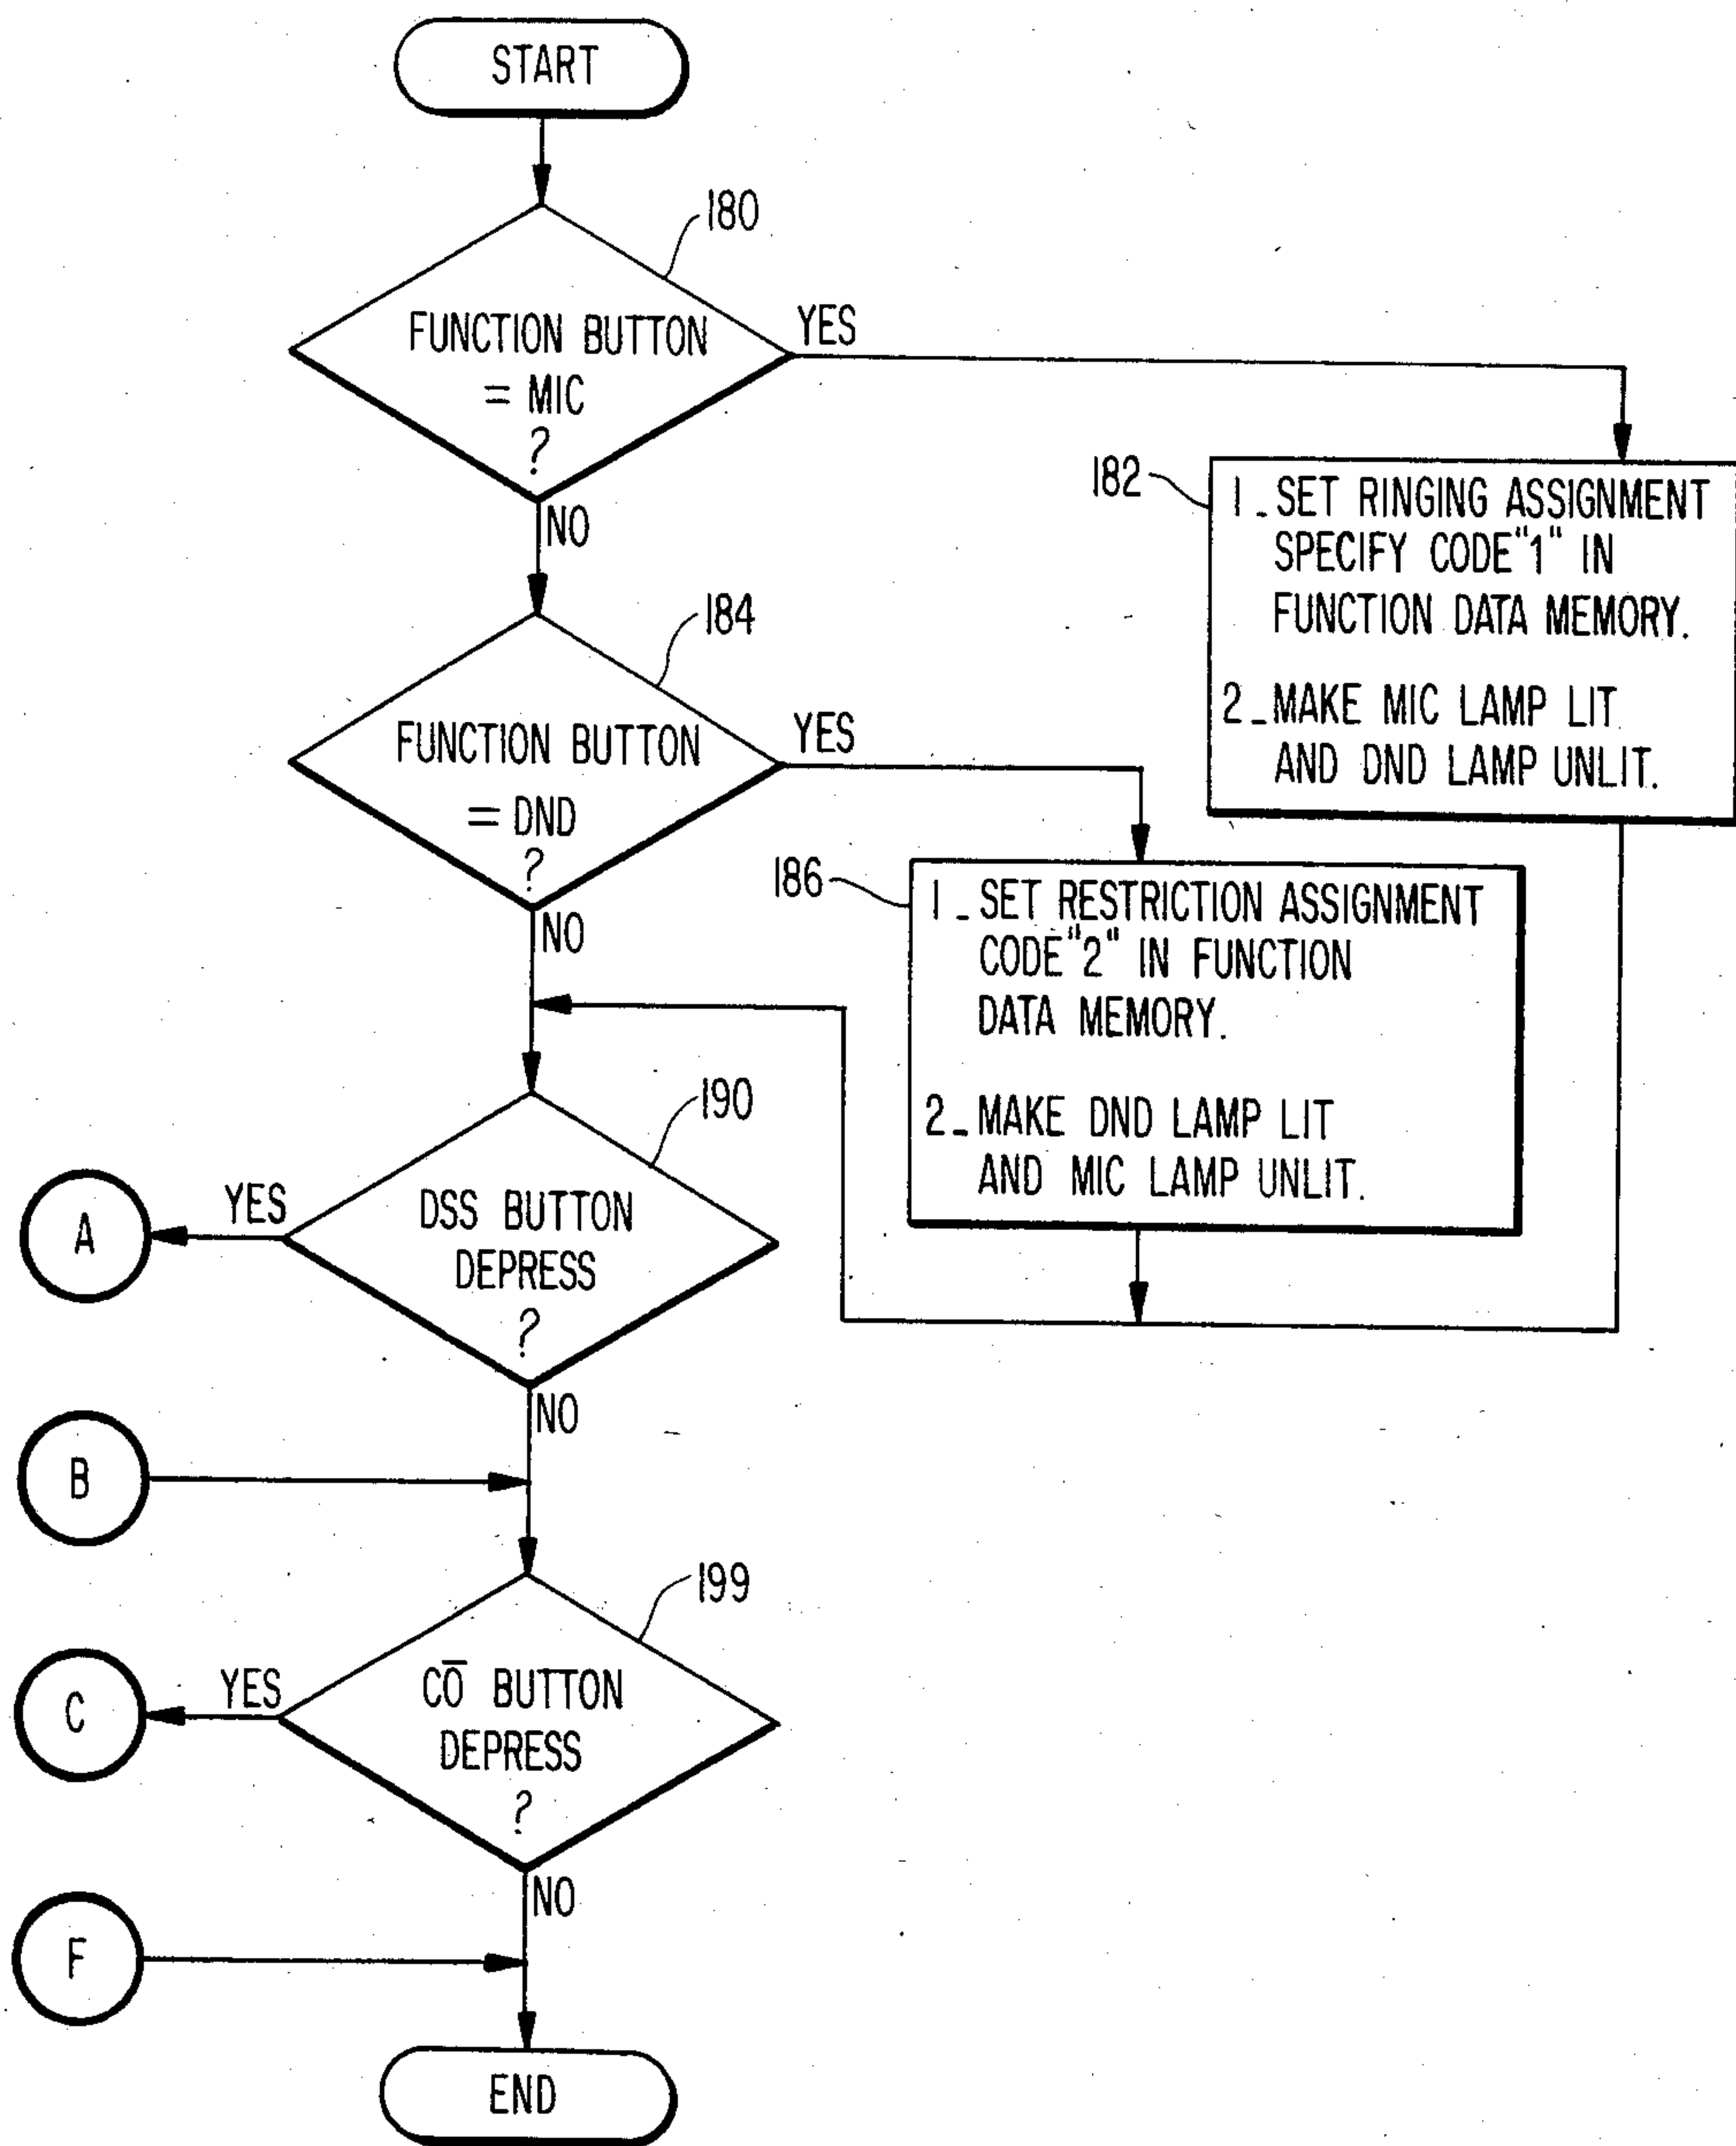 START
180
FUNCTION BUTTON
= MIC
?
YES
NO
182
1_SET RINGING ASSIGNMENT
SPECIFY CODE"1" IN
FUNCTION DATA MEMORY.
2_MAKE MIC LAMP LIT
AND DND LAMP UNLIT.
184
FUNCTION BUTTON
= DND
?
YES
NO
186
1_SET RESTRICTION ASSIGNMENT
CODE"2" IN FUNCTION
DATA MEMORY.
2_MAKE DND LAMP LIT
AND MIC LAMP UNLIT.
190
DSS BUTTON
DEPRESS
?
YES
A
NO
B
199
CO̅ BUTTON
DEPRESS
?
YES
C
NO
F
END